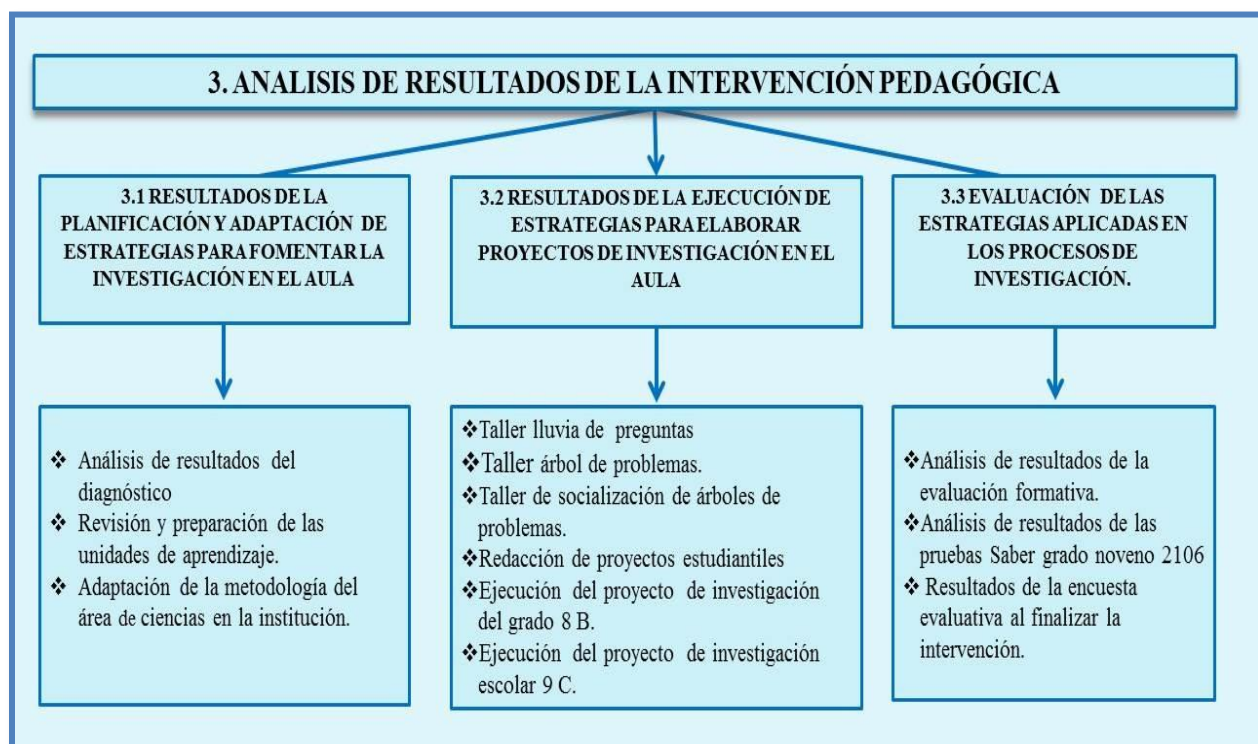 3. ANALISIS DE RESULTADOS DE LA INTERVENCIÓN PEDAGÓGICA
3.1 RESULTADOS DE LA
PLANIFICACIÓN Y ADAPTACIÓN DE
ESTRATEGIAS PARA FOMENTAR LA
INVESTIGACIÓN EN EL AULA
❖ Análisis de resultados del
diagnóstico
❖ Revisión y preparación de las
unidades de aprendizaje.
❖ Adaptación de la metodología del
área de ciencias en la institución.
3.2 RESULTADOS DE LA EJECUCIÓN DE
ESTRATEGIAS PARA ELABORAR
PROYECTOS DE INVESTIGACIÓN EN EL
AULA
❖Taller lluvia de preguntas
❖Taller árbol de problemas.
❖Taller de socialización de árboles de
problemas.
❖Redacción de proyectos estudiantiles
❖Ejecución del proyecto de investigación
del grado 8 B.
❖Ejecución del proyecto de investigación
escolar 9 C.
3.3 EVALUACIÓN DE LAS
ESTRATEGIAS APLICADAS EN
LOS PROCESOS DE
INVESTIGACIÓN.
❖Análisis de resultados de la
evaluación formativa.
❖Análisis de resultados de las
pruebas Saber grado noveno 2106
❖ Resultados de la encuesta
evaluativa al finalizar la
intervención.